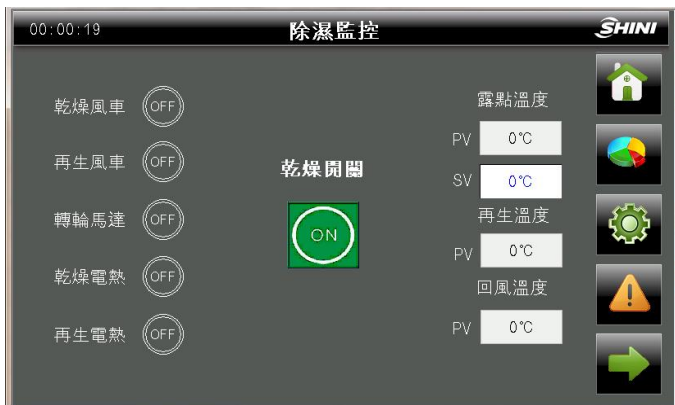 00:00:19
除濕監控
SHINI
乾燥風車 OFF
再生風車 OFF
轉輪馬達 OFF
乾燥電熱 OFF
再生電熱 OFF
乾燥開關
ON
露點溫度
PV 0℃
SV 0℃
再生溫度
PV 0℃
回風溫度
PV 0℃